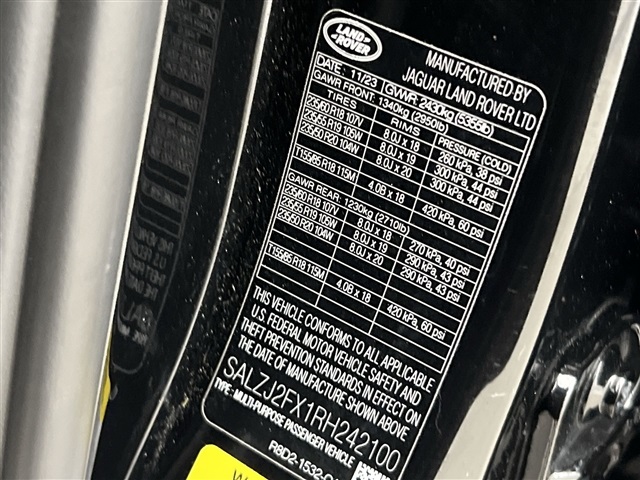 LAND
ROVER
MANUFACTURED BY
JAGUAR LAND ROVER LTD
DATE: 11/23 GVWR: 2430kg (5355lb)
GAWR FRONT: 1340kg (2950lb)
TIRES RIMS PRESSURE (COLD)
235/60 R18 107V 8.0J x 18 260 kPa, 38 psi
235/55 R19 105W 8.0J x 19 300 kPa, 44 psi
235/50 R20 104W 8.0J x 20 300 kPa, 44 psi
T155/85 R18 115M 4.0B x 18 420 kPa, 60 psi
GAWR REAR: 1230kg (2710lb)
235/60 R18 107V 8.0J x 18 270 kPa, 40 psi
235/55 R19 105W 8.0J x 19 290 kPa, 43 psi
235/50 R20 104W 8.0J x 20 290 kPa, 43 psi
T155/85 R18 115M 4.0B x 18 420 kPa, 60 psi
THIS VEHICLE CONFORMS TO ALL APPLICABLE
U.S. FEDERAL MOTOR VEHICLE SAFETY AND
THEFT PREVENTION STANDARDS IN EFFECT ON
THE DATE OF MANUFACTURE SHOWN ABOVE
SALZJ2FX1RH242100
TYPE: MULTI-PURPOSE PASSENGER VEHICLE
R8D2-1532-